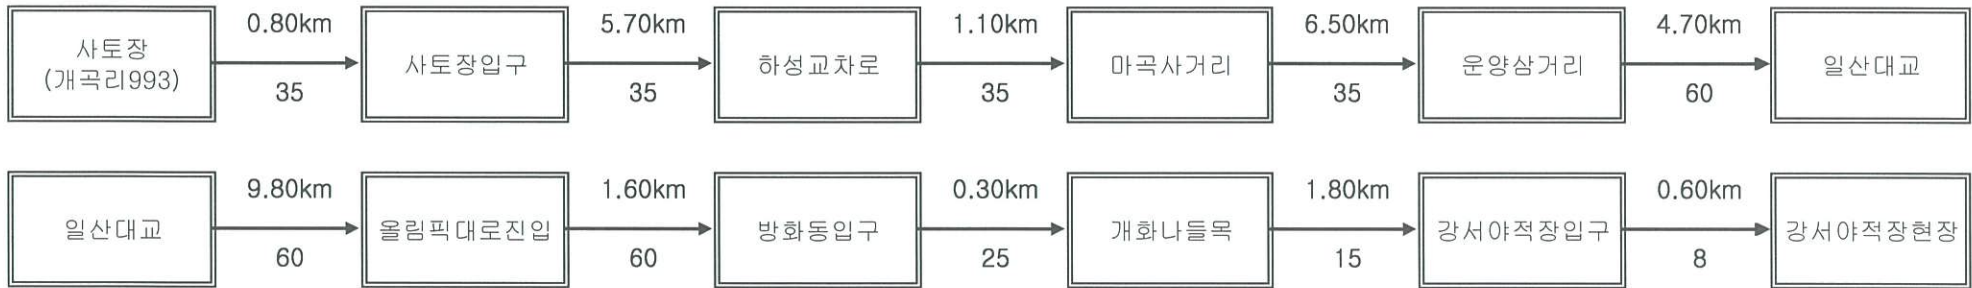 0.80km 5.70km 1.10km 6.50km 4.70km
사토장
(개곡리993) 사토장입구 하성교차로 마곡사거리 운양삼거리 일산대교
35 35 35 35 60
9.80km 1.60km 0.30km 1.80km 0.60km
일산대교 올림픽대로진입 방화동입구 개화나들목 강서야적장입구 강서야적장현장
60 60 25 15 8